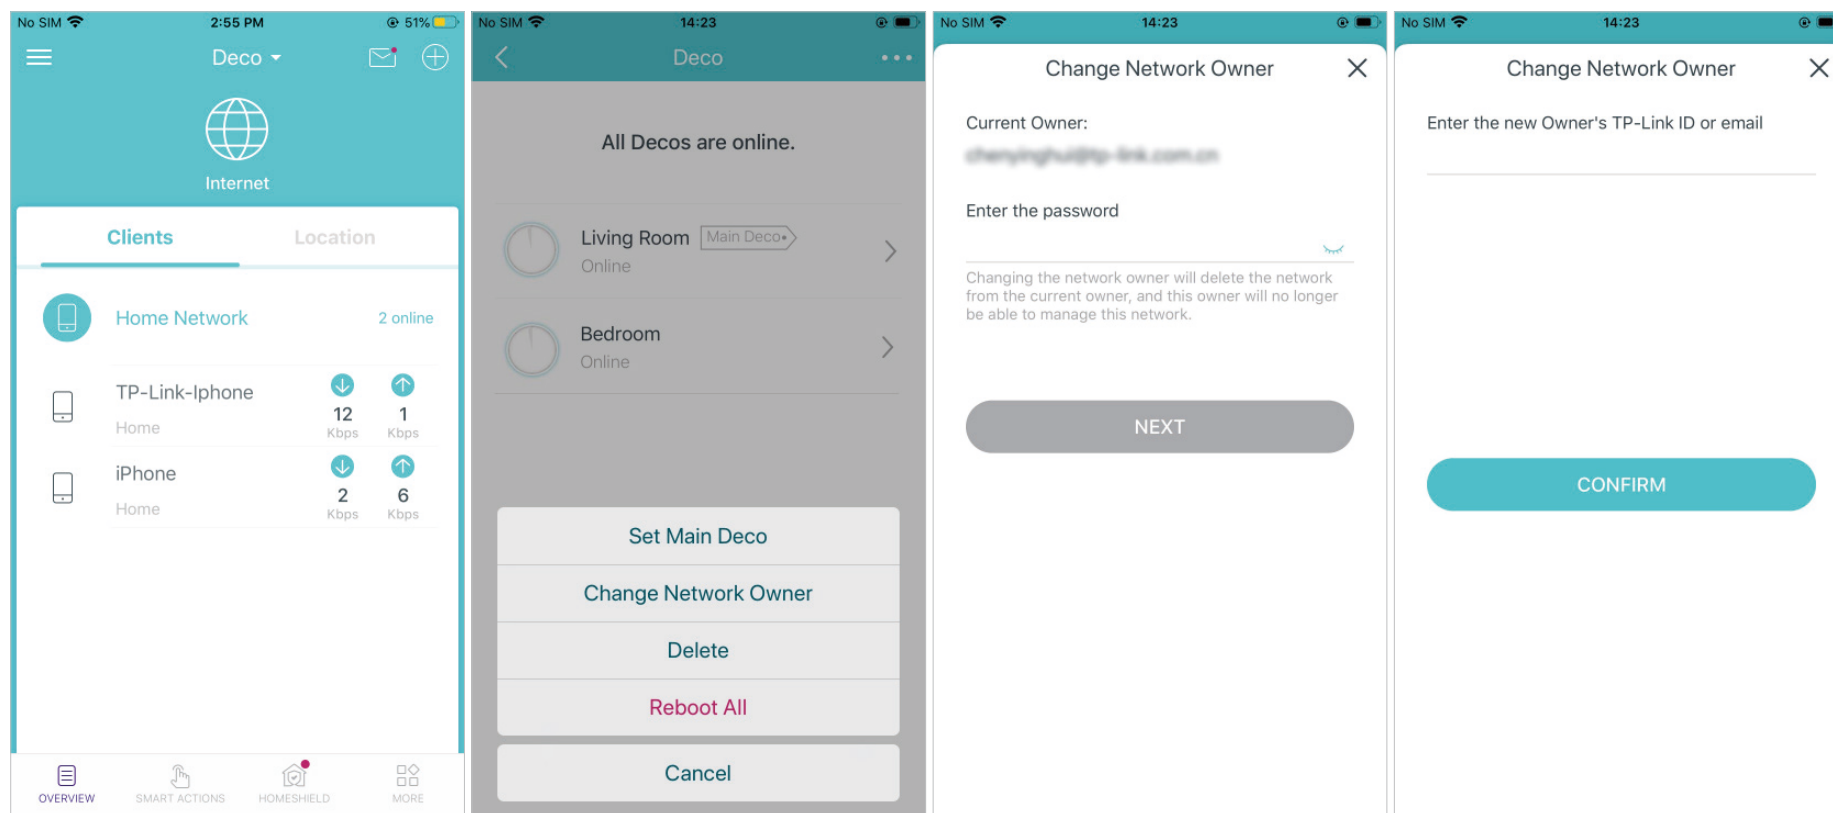 No SIM 2:55 PM 51%
Deco
Internet
Clients Location
Home Network 2 online
TP-Link-Iphone
Home
12 1
Kbps Kbps
iPhone
Home
2 6
Kbps Kbps
OVERVIEW SMART ACTIONS HOMESHIELD MORE
No SIM 14:23
Deco
All Decos are online.
Living Room Main Deco
Online
Bedroom
Online
Set Main Deco
Change Network Owner
Delete
Reboot All
Cancel
No SIM 14:23
Change Network Owner
Current Owner:
Enter the password
Changing the network owner will delete the network
from the current owner, and this owner will no longer
be able to manage this network.
NEXT
No SIM 14:23
Change Network Owner
Enter the new Owner's TP-Link ID or email
CONFIRM